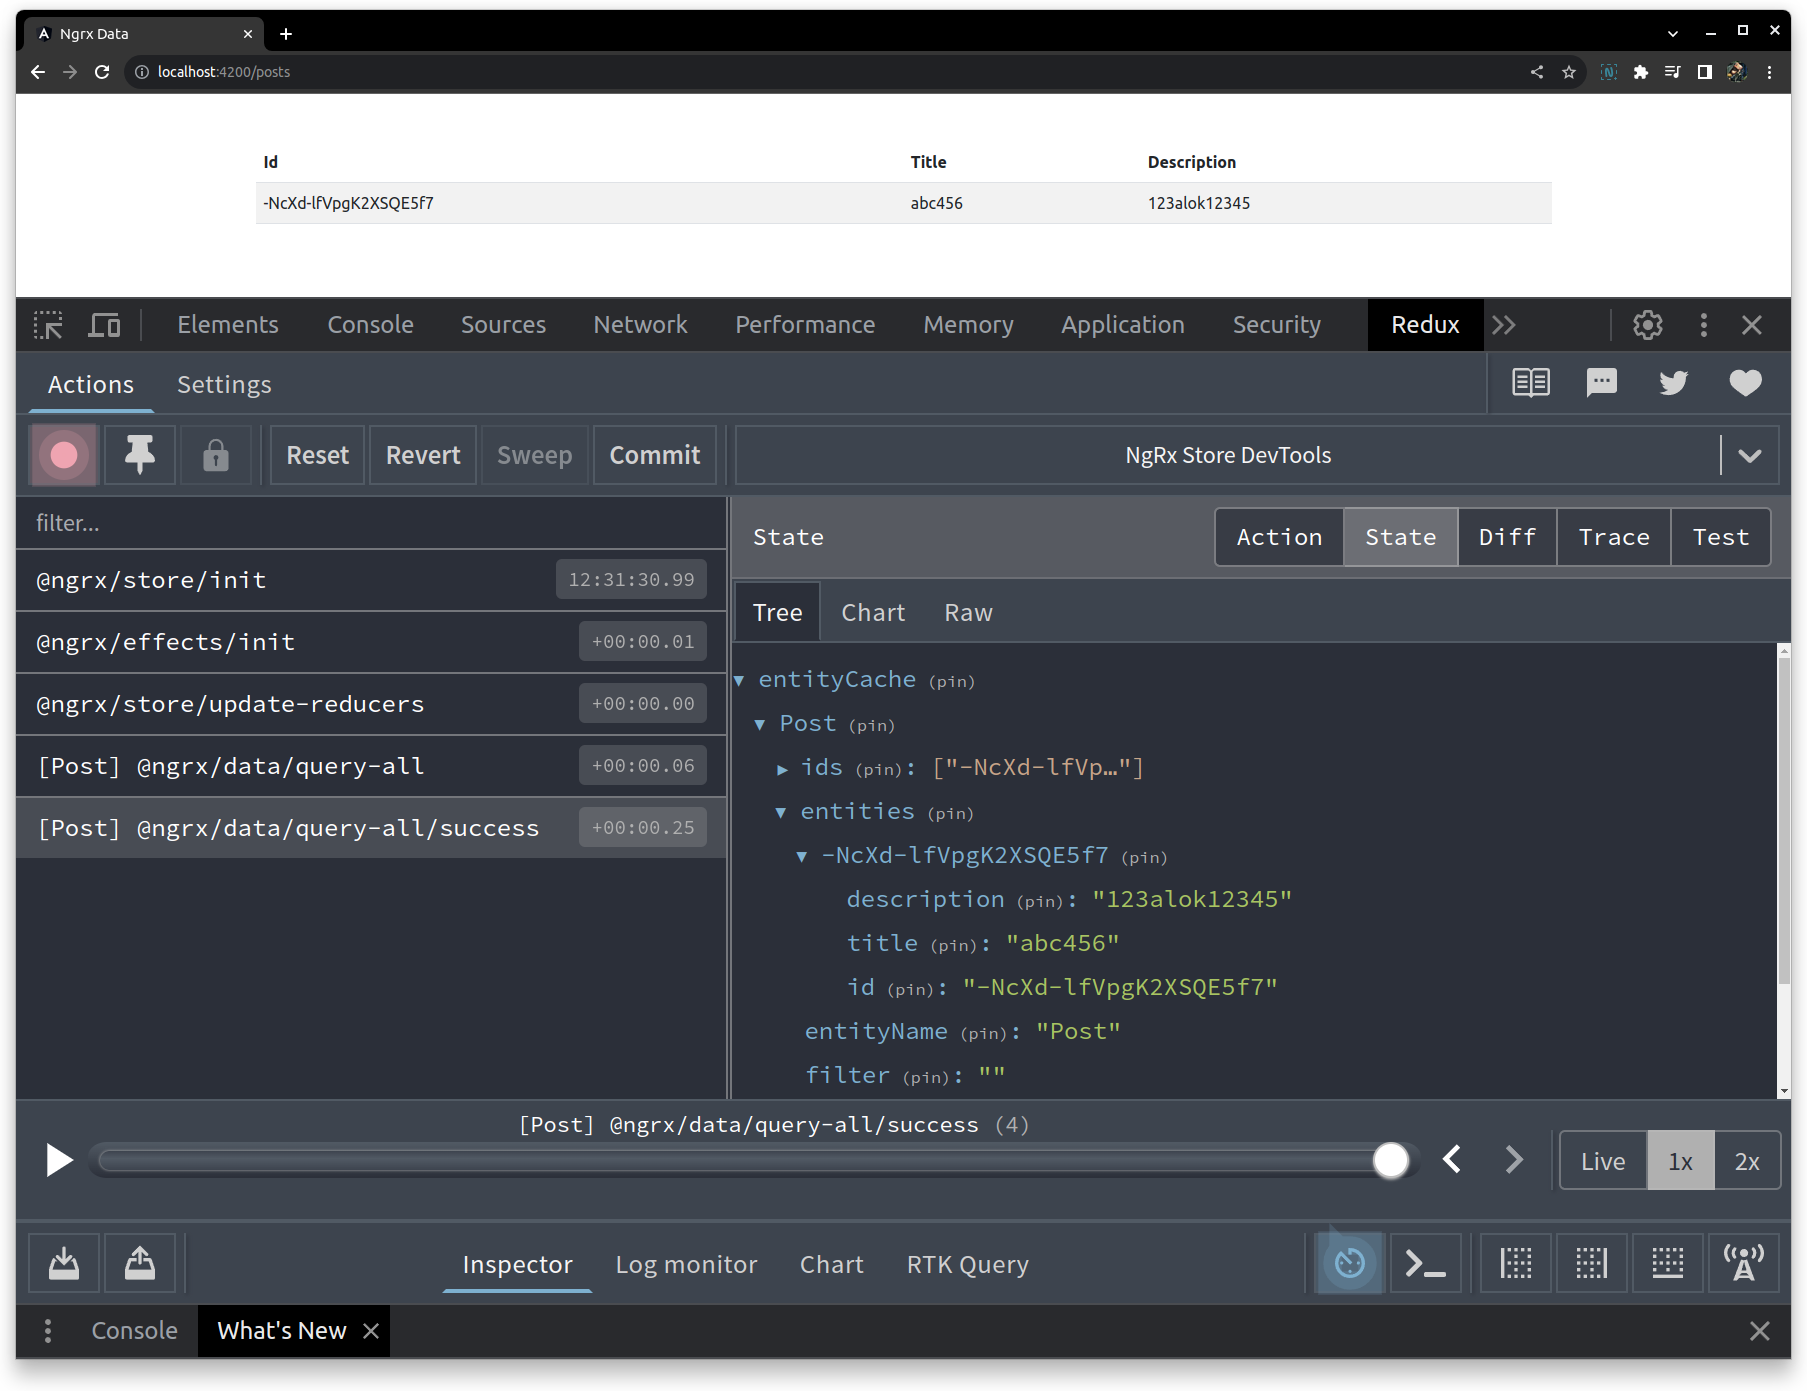 Ngrx Data
localhost:4200/posts
Id Title Description
-NcXd-lfVpgK2XSQE5f7 abc456 123alok12345
Elements Console Sources Network Performance Memory Application Security Redux
Actions Settings
Reset Revert Sweep Commit NgRx Store DevTools
filter...
@ngrx/store/init 12:31:30.99
@ngrx/effects/init +00:00.01
@ngrx/store/update-reducers +00:00.00
[Post] @ngrx/data/query-all +00:00.06
[Post] @ngrx/data/query-all/success +00:00.25
State Action State Diff Trace Test
Tree Chart Raw
entityCache (pin)
Post (pin)
ids (pin): ["-NcXd-lfVp…"]
entities (pin)
-NcXd-lfVpgK2XSQE5f7 (pin)
description (pin): "123alok12345"
title (pin): "abc456"
id (pin): "-NcXd-lfVpgK2XSQE5f7"
entityName (pin): "Post"
filter (pin): ""
[Post] @ngrx/data/query-all/success (4)
Live 1x 2x
Inspector Log monitor Chart RTK Query
Console What's New